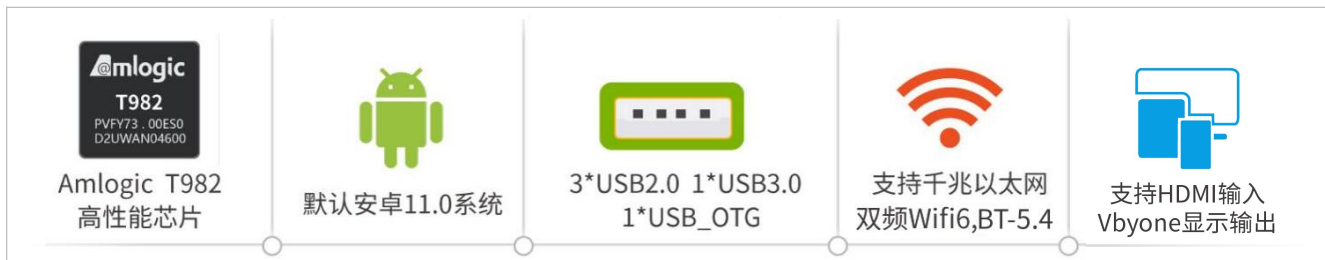 Amlogic
T982
PVFY73 . 00ES0
D2UWAN04600
Amlogic T982
高性能芯片
默认安卓11.0系统
3*USB2.0 1*USB3.0
1*USB_OTG
支持千兆以太网
双频Wifi6,BT-5.4
支持HDMI输入
Vbyone显示输出